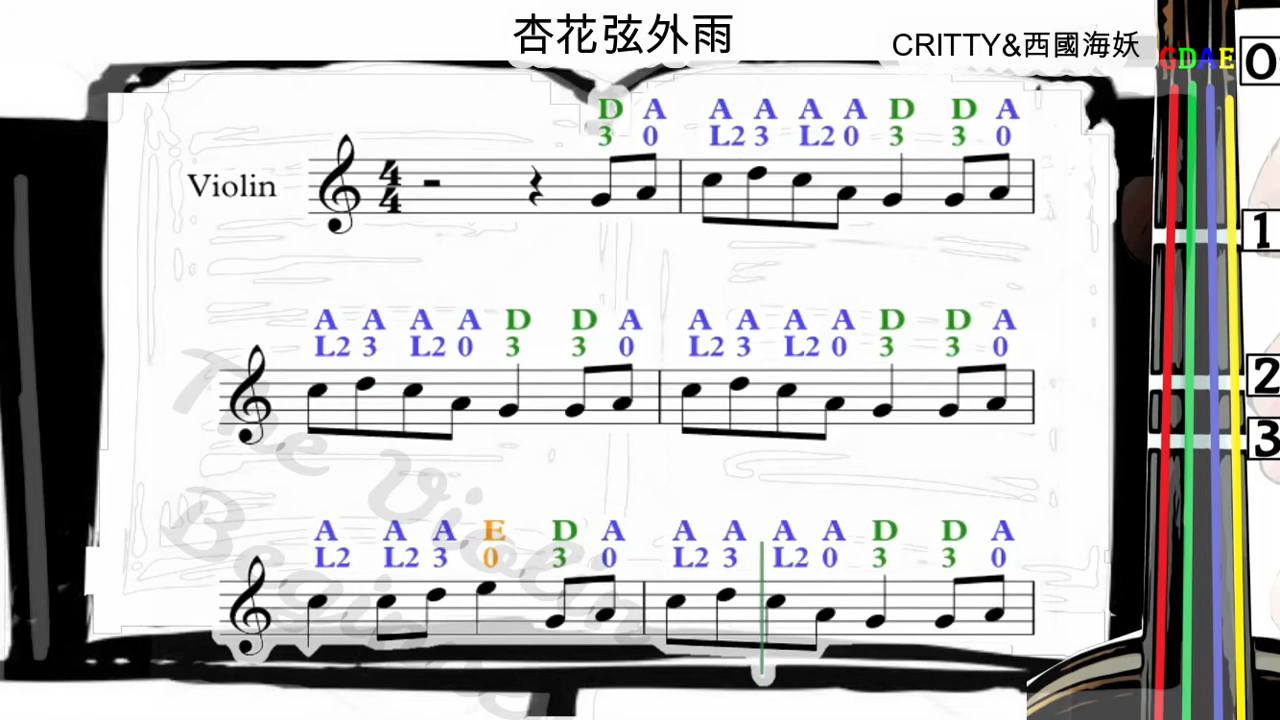 杏花弦外雨
CRITTY&西國海妖
G D A E
0
D A A A A A D D A
3 0 L2 3 L2 0 3 3 0
Violin
4
4
1
A A A A D D A A A A A D D A
L2 3 L2 0 3 3 0 L2 3 L2 0 3 3 0
2
3
The Violin
A A A E D A A A A A D D A
L2 L2 3 0 3 0 L2 3 L2 0 3 3 0